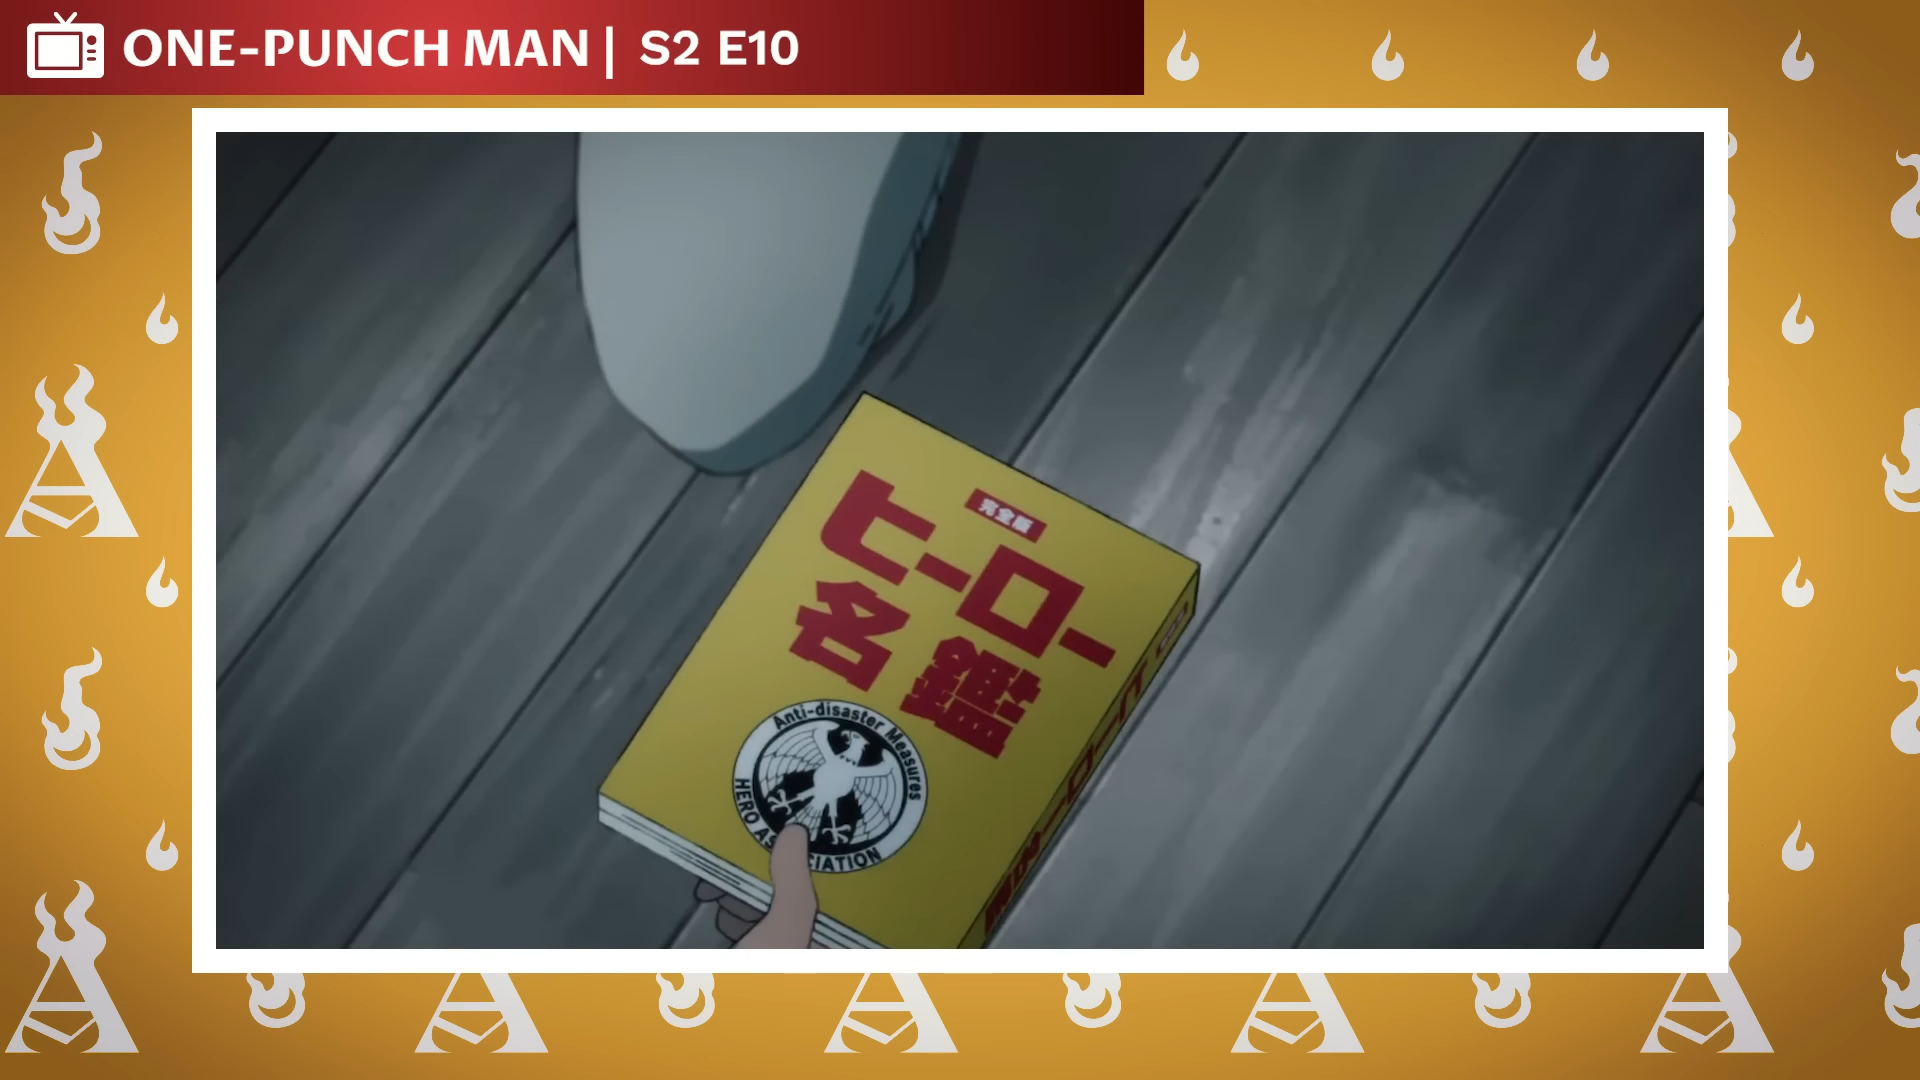 ONE-PUNCH MAN | S2 E10
完全版
ヒーロー
名鑑
Anti-disaster Measures
HERO AS CIATION